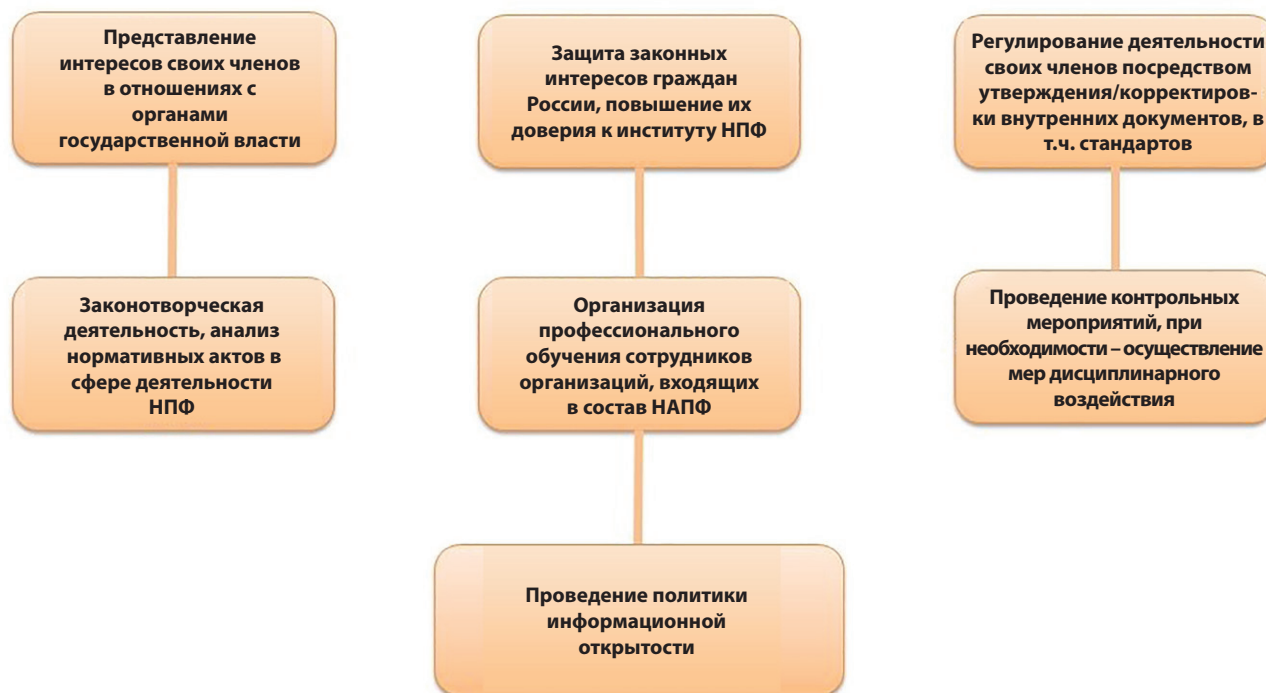 Представление
интересов своих членов
в отношениях с
органами
государственной власти
Защита законных
интересов граждан
России, повышение их
доверия к институту НПФ
Регулирование деятельности
своих членов посредством
утверждения/корректиров-
ки внутренних документов, в
т.ч. стандартов
Законотворческая
деятельность, анализ
нормативных актов в
сфере деятельности
НПФ
Организация
профессионального
обучения сотрудников
организаций, входящих
в состав НАПФ
Проведение контрольных
мероприятий, при
необходимости – осуществление
мер дисциплинарного
воздействия
Проведение политики
информационной
открытости